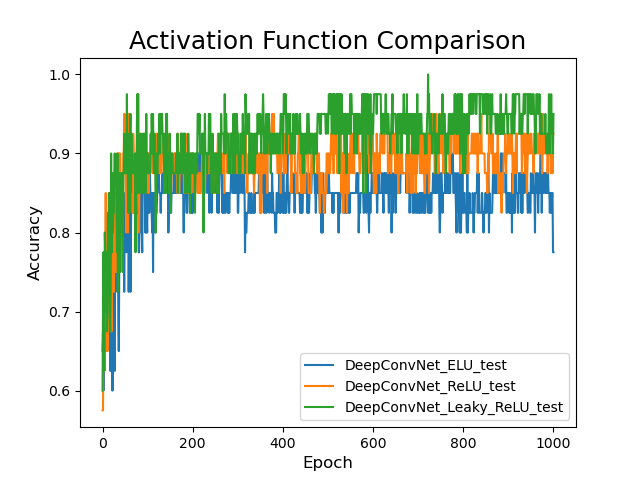 Activation Function Comparison
1.0
0.9
0.8
0.7
0.6
Accuracy
DeepConvNet_ELU_test
DeepConvNet_ReLU_test
DeepConvNet_Leaky_ReLU_test
0
200
400
600
800
1000
Epoch